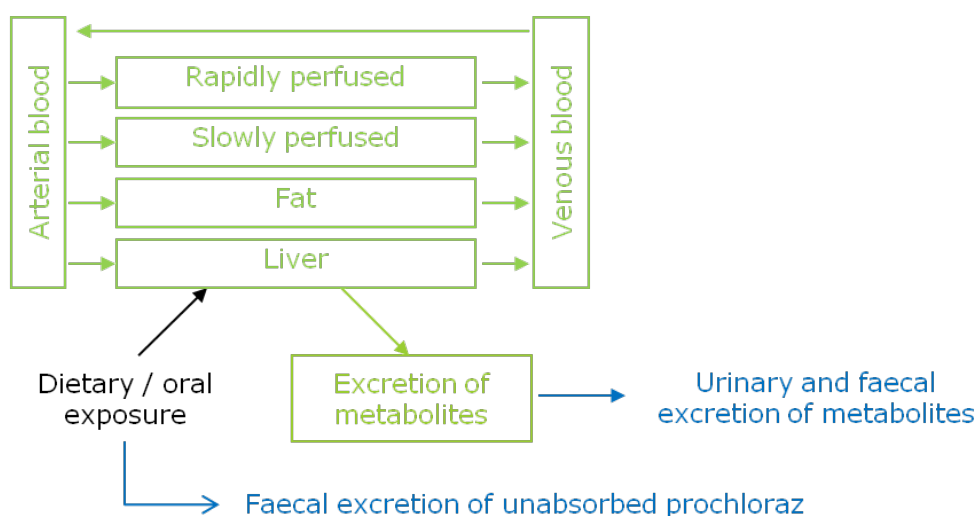 Arterial blood
Rapidly perfused
Slowly perfused
Fat
Liver
Venous blood
Dietary / oral
exposure
Excretion of
metabolites
Urinary and faecal
excretion of metabolites
Faecal excretion of unabsorbed prochloraz